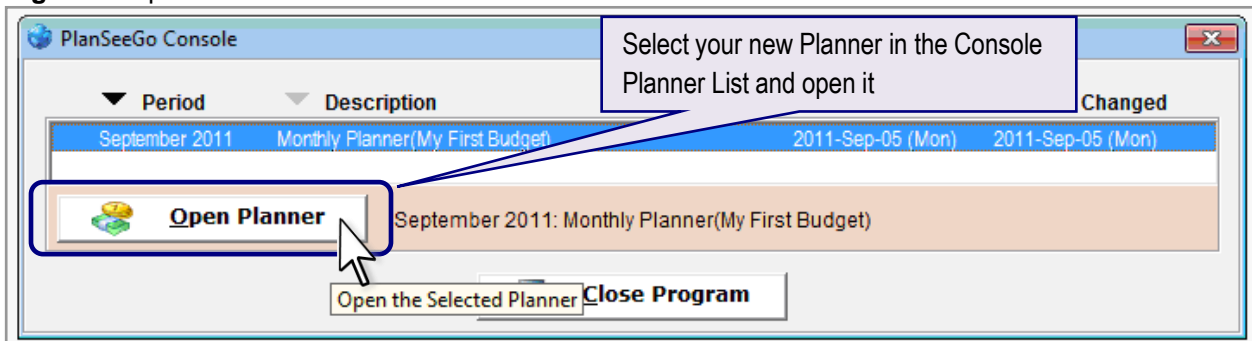 PlanSeeGo Console
Select your new Planner in the Console
Planner List and open it
Period Description Changed
September 2011 Monthly Planner(My First Budget) 2011-Sep-05 (Mon) 2011-Sep-05 (Mon)
Open Planner September 2011: Monthly Planner(My First Budget)
Open the Selected Planner Close Program